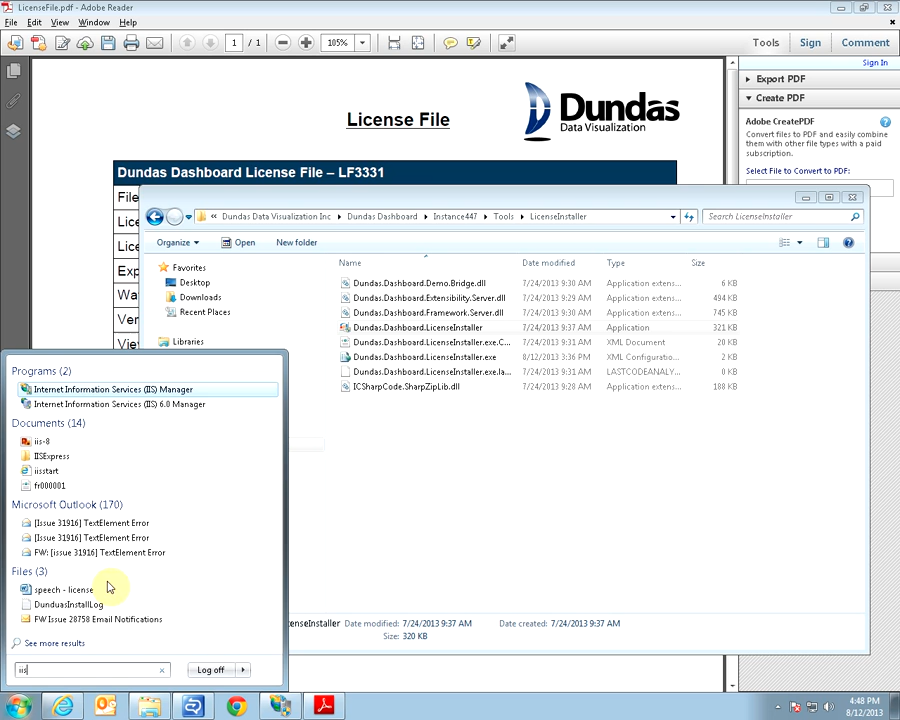 LicenseFile.pdf - Adobe Reader
File Edit View Window Help
1 / 1 105% Tools Sign Comment
Sign In
License File
Dundas
Data Visualization
Dundas Dashboard License File – LF3331
Export PDF
Create PDF
Adobe CreatePDF
Convert files to PDF and easily combine
them with other file types with a paid
subscription.
Select File to Convert to PDF:
« Dundas Data Visualization Inc Dundas Dashboard Instance447 Tools LicenseInstaller
Search LicenseInstaller
Organize Open New folder
Favorites
Desktop
Downloads
Recent Places
Libraries
Name Date modified Type Size
Dundas.Dashboard.Demo.Bridge.dll 7/24/2013 9:30 AM Application extens... 6 KB
Dundas.Dashboard.Extensibility.Server.dll 7/24/2013 9:30 AM Application extens... 494 KB
Dundas.Dashboard.Framework.Server.dll 7/24/2013 9:30 AM Application extens... 745 KB
Dundas.Dashboard.LicenseInstaller 7/24/2013 9:37 AM Application 321 KB
Dundas.Dashboard.LicenseInstaller.exe.C... 7/24/2013 9:31 AM XML Document 20 KB
Dundas.Dashboard.LicenseInstaller.exe 8/12/2013 3:36 PM XML Configuratio... 2 KB
Dundas.Dashboard.LicenseInstaller.exe.la... 7/24/2013 9:31 AM LASTCODEANALY... 0 KB
ICSharpCode.SharpZipLib.dll 7/24/2013 9:28 AM Application extens... 188 KB
Programs (2)
Internet Information Services (IIS) Manager
Internet Information Services (IIS) 6.0 Manager
Documents (14)
iis-8
IISExpress
iisstart
fr000001
Microsoft Outlook (170)
[Issue 31916] TextElement Error
[Issue 31916] TextElement Error
FW: [issue 31916] TextElement Error
Files (3)
speech - license
DunduasInstallLog
FW Issue 28758 Email Notifications
See more results
iis
Log off
Date modified: 7/24/2013 9:37 AM Date created: 7/24/2013 9:37 AM
Size: 320 KB
4:48 PM
8/12/2013